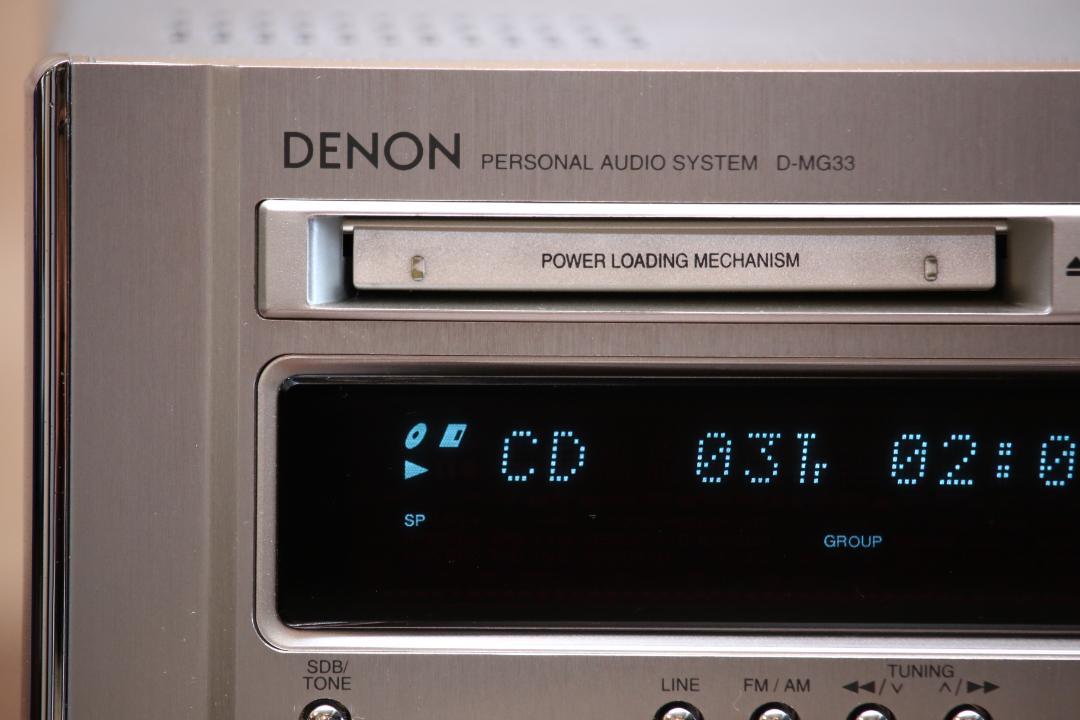 DENON PERSONAL AUDIO SYSTEM D-MG33
POWER LOADING MECHANISM
CD 03Tr 02:0
SP
GROUP
SDB/
TONE
LINE
FM / AM
TUNING
◀◀/∨ ∧/▶▶